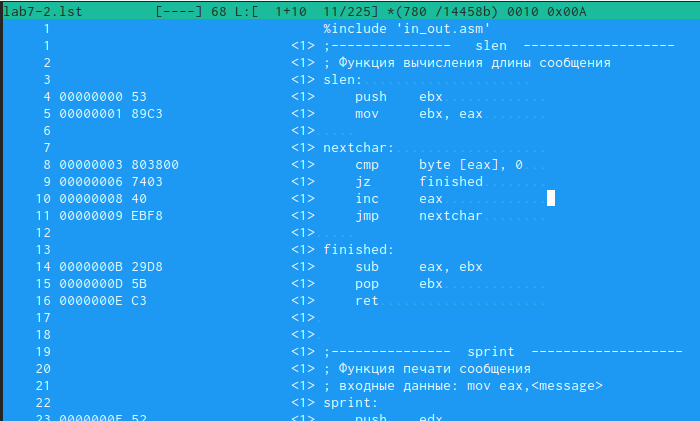 lab7-2.lst [----] 68 L:[ 1+10 11/225] *(780 /14458b) 0010 0x00A
1 %include 'in_out.asm'
1 <1> ;--------------- slen -------------------
2 <1> ; Функция вычисления длины сообщения
3 <1> slen:
4 00000000 53 <1> push ebx
5 00000001 89C3 <1> mov ebx, eax
6 <1>
7 <1> nextchar:
8 00000003 803800 <1> cmp byte [eax], 0
9 00000006 7403 <1> jz finished
10 00000008 40 <1> inc eax
11 00000009 EBF8 <1> jmp nextchar
12 <1>
13 <1> finished:
14 0000000B 29D8 <1> sub eax, ebx
15 0000000D 5B <1> pop ebx
16 0000000E C3 <1> ret
17 <1>
18 <1>
19 <1> ;--------------- sprint -------------------
20 <1> ; Функция печати сообщения
21 <1> ; входные данные: mov eax,<message>
22 <1> sprint:
23 0000000F 52 <1> push edx